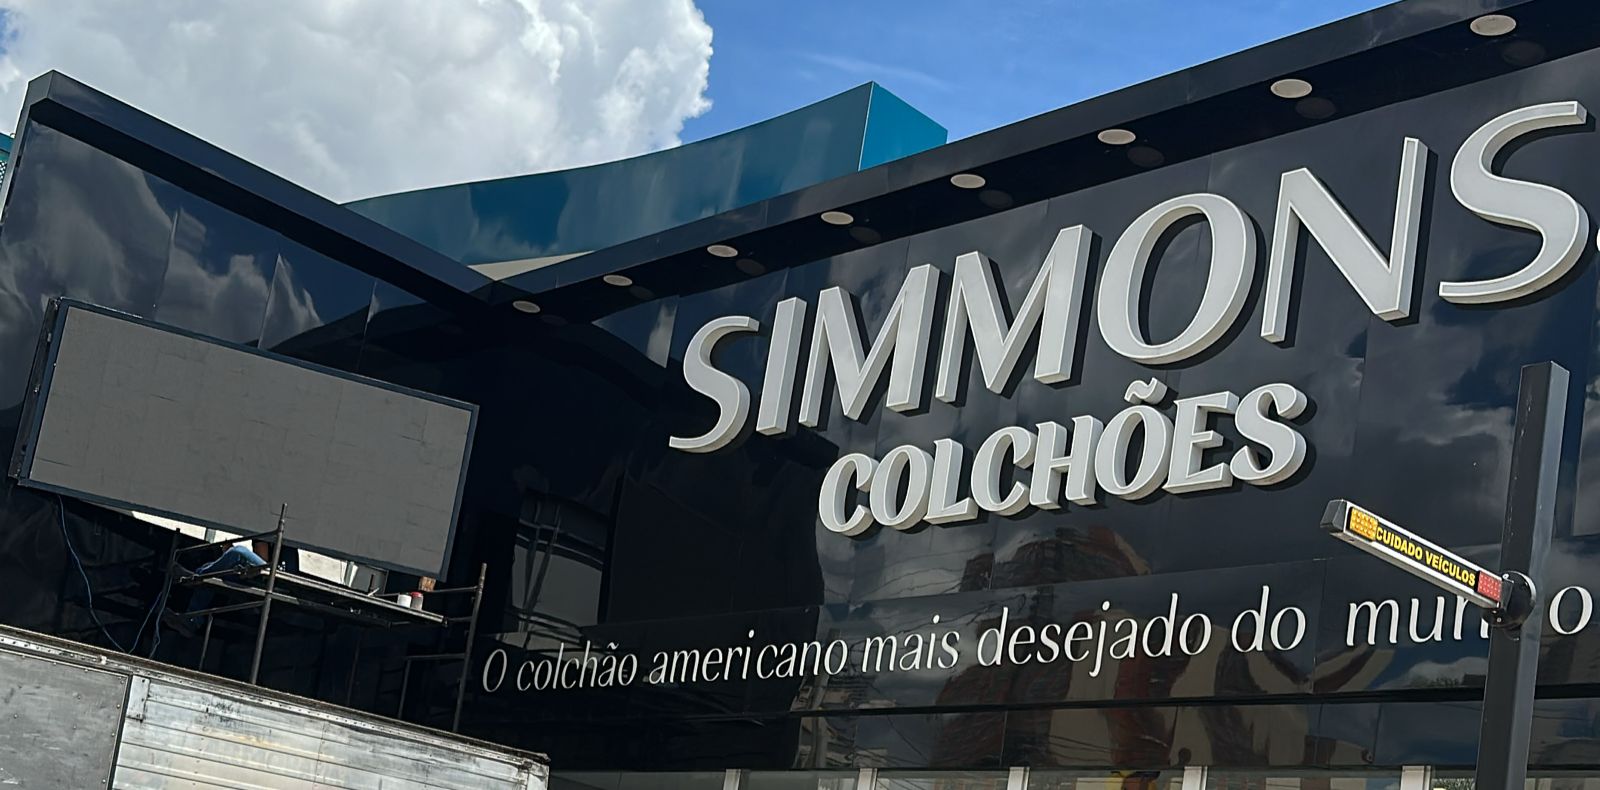 SIMMONS
COLCHÕES
CUIDADO VEÍCULOS
O colchão americano mais desejado do